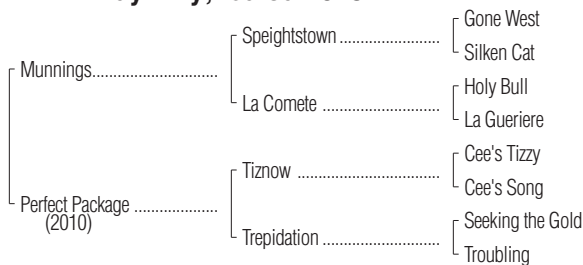 Gone West
Speightstown
Silken Cat
Munnings
Holy Bull
La Comete
La Gueriere
Cee's Tizzy
Tiznow
Cee's Song
Perfect Package
(2010)
Seeking the Gold
Trepidation
Troubling